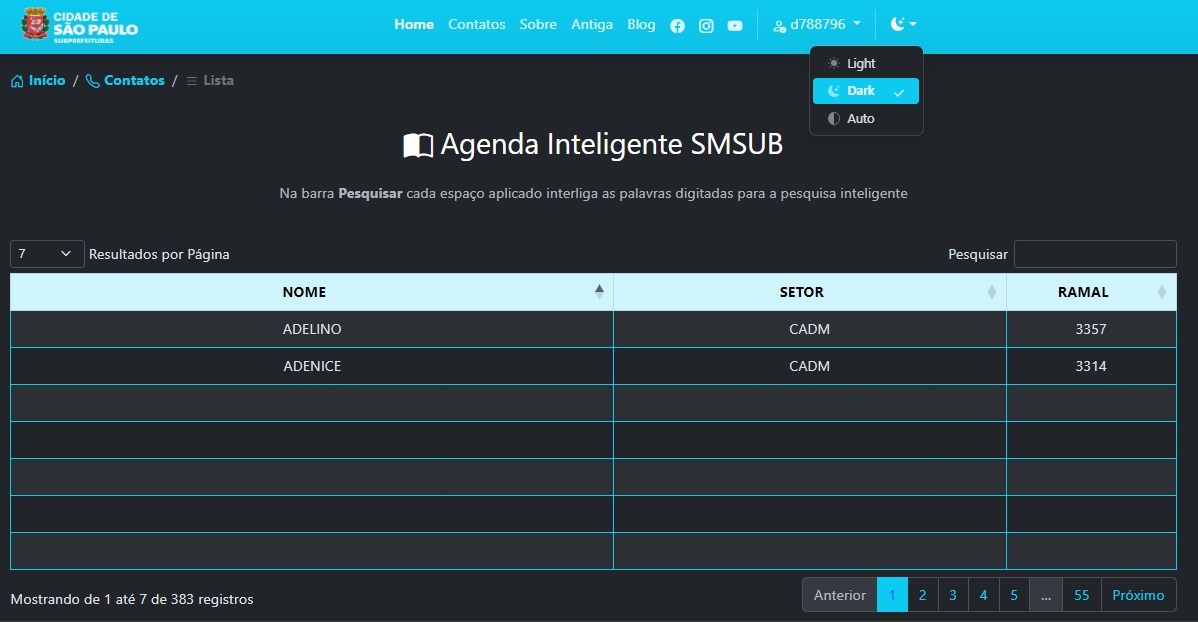 CIDADE DE
SÃO PAULO
SUBPREFEITURAS
Home Contatos Sobre Antiga Blog d788796
Light
Dark
Auto
Início / Contatos / Lista
Agenda Inteligente SMSUB
Na barra Pesquisar cada espaço aplicado interliga as palavras digitadas para a pesquisa inteligente
7 Resultados por Página Pesquisar
NOME SETOR RAMAL
ADELINO CADM 3357
ADENICE CADM 3314
Mostrando de 1 até 7 de 383 registros
Anterior 1 2 3 4 5 ... 55 Próximo